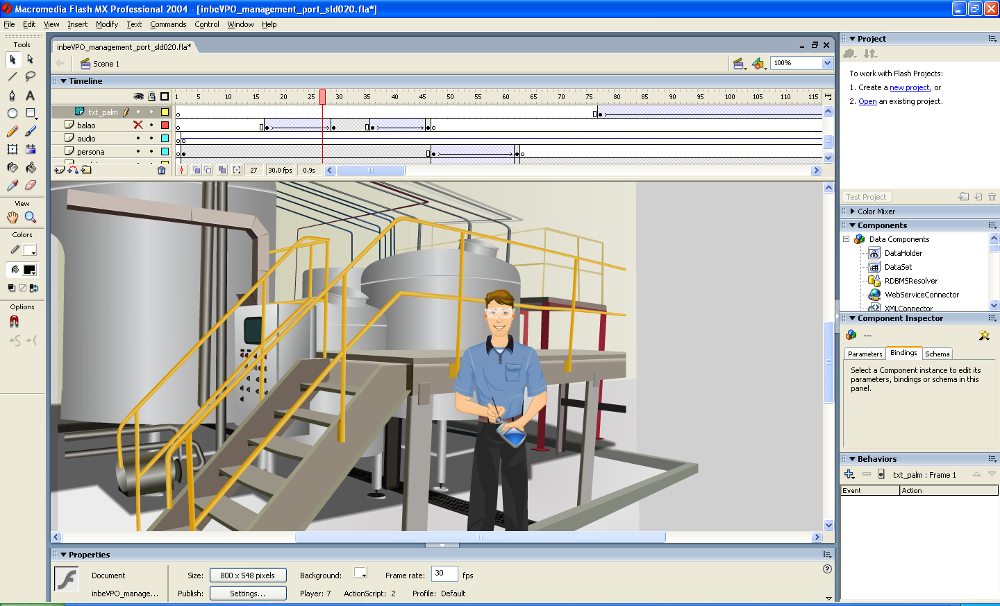 Macromedia Flash MX Professional 2004 - [inbeVPO_management_port_sld020.fla*]
File Edit View Insert Modify Text Commands Control Window Help
Tools
View
Colors
Options
inbeVPO_management_port_sld020.fla*
Scene 1
100%
Timeline
1 5 10 15 20 25 30 35 40 45 50 55 60 65 70 75 80 85 90 95 100 105 110 115
txt_palm
balao
audio
persona
27 30.0 fps 0.9s
Properties
Document
inbeVPO_manage...
Size: 800 x 548 pixels Background: Frame rate: 30 fps
Publish: Settings... Player: 7 ActionScript: 2 Profile: Default
Project
To work with Flash Projects:
1. Create a new project, or
2. Open an existing project.
Test Project
Color Mixer
Components
Data Components
DataHolder
DataSet
RDBMSResolver
WebServiceConnector
XMLConnector
Component Inspector
---
Parameters Bindings Schema
Select a Component instance to edit its
parameters, bindings or schema in this
panel.
Behaviors
txt_palm : Frame 1
Event Action